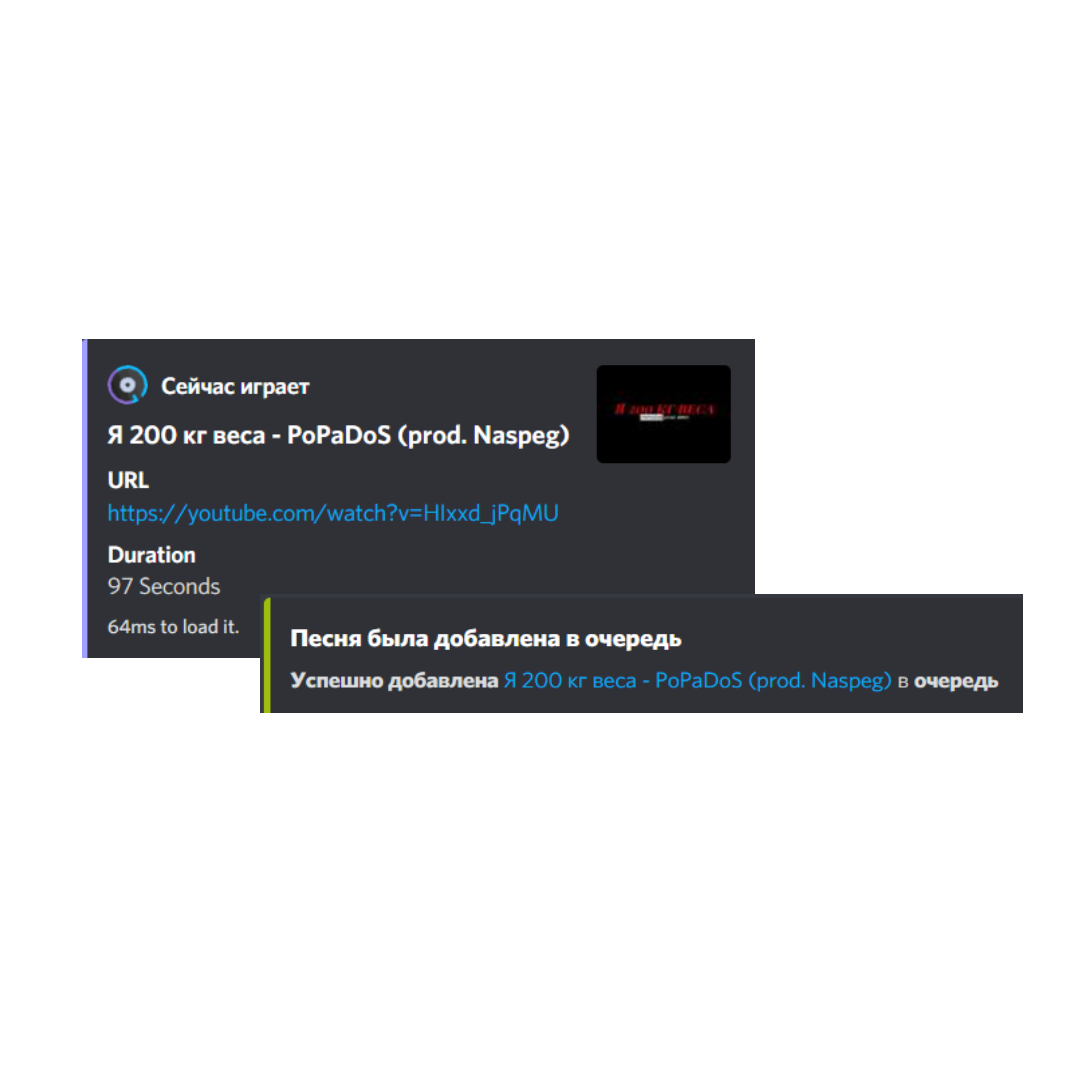 Сейчас играет
Я 200 кг веса - PoPaDoS (prod. Naspeg)
Я 200 КГ ВЕСА
URL
https://youtube.com/watch?v=HIxxd_jPqMU
Duration
97 Seconds
64ms to load it.
Песня была добавлена в очередь
Успешно добавлена Я 200 кг веса - PoPaDoS (prod. Naspeg) в очередь